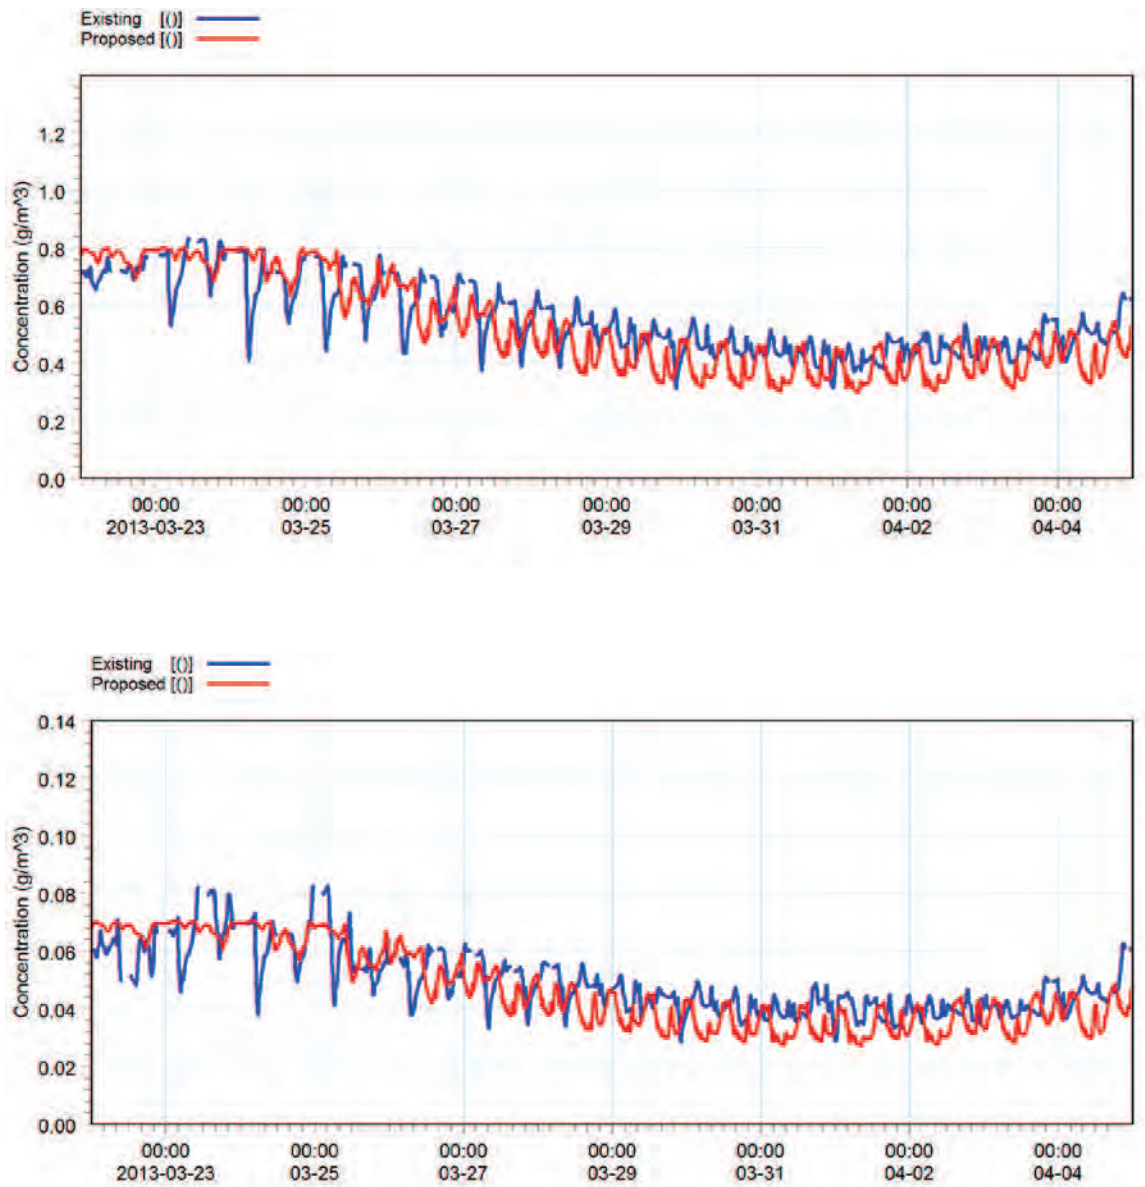 Existing [()]
Proposed [()]
Concentration (g/m^3)
1.2
1.0
0.8
0.6
0.4
0.2
0.0
00:00 00:00 00:00 00:00 00:00 00:00 00:00
2013-03-23 03-25 03-27 03-29 03-31 04-02 04-04
Existing [()]
Proposed [()]
Concentration (g/m^3)
0.14
0.12
0.10
0.08
0.06
0.04
0.02
0.00
00:00 00:00 00:00 00:00 00:00 00:00 00:00
2013-03-23 03-25 03-27 03-29 03-31 04-02 04-04